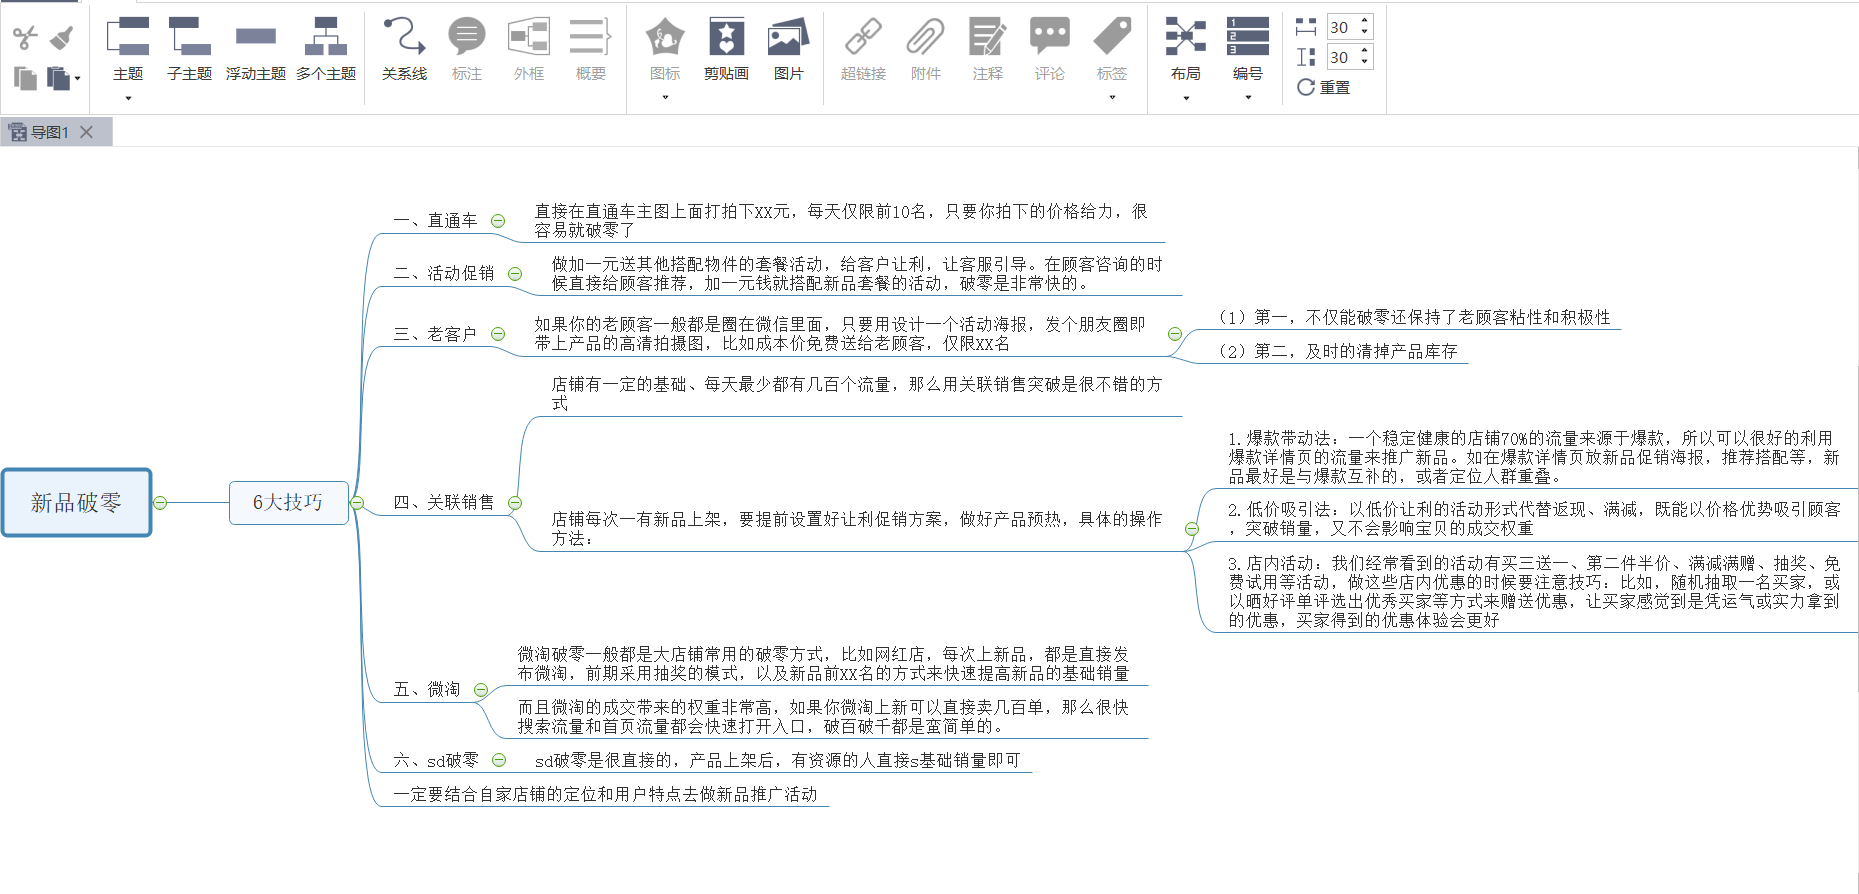 主题
子主题
浮动主题
多个主题
关系线
标注
外框
概要
图标
剪贴画
图片
超链接
附件
注释
评论
标签
布局
1
2
3
编号
30
30
重置
导图1
新品破零
6大技巧
一、直通车
直接在直通车主图上面打拍下XX元，每天仅限前10名，只要你拍下的价格给力，很
容易就破零了
二、活动促销
做加一元送其他搭配物件的套餐活动，给客户让利，让客服引导。在顾客咨询的时
候直接给顾客推荐，加一元钱就搭配新品套餐的活动，破零是非常快的。
三、老客户
如果你的老顾客一般都是圈在微信里面，只要用设计一个活动海报，发个朋友圈即
带上产品的高清拍摄图，比如成本价免费送给老顾客，仅限XX名
（1）第一，不仅能破零还保持了老顾客粘性和积极性
（2）第二，及时的清掉产品库存
四、关联销售
店铺有一定的基础、每天最少都有几百个流量，那么用关联销售突破是很不错的方
式
店铺每次一有新品上架，要提前设置好让利促销方案，做好产品预热，具体的操作
方法：
1.爆款带动法：一个稳定健康的店铺70%的流量来源于爆款，所以可以很好的利用
爆款详情页的流量来推广新品。如在爆款详情页放新品促销海报，推荐搭配等，新
品最好是与爆款互补的，或者定位人群重叠。
2.低价吸引法：以低价让利的活动形式代替返现、满减，既能以价格优势吸引顾客
，突破销量，又不会影响宝贝的成交权重
3.店内活动：我们经常看到的活动有买三送一、第二件半价、满减满赠、抽奖、免
费试用等活动，做这些店内优惠的时候要注意技巧：比如，随机抽取一名买家，或
以晒好评单评选出优秀买家等方式来赠送优惠，让买家感觉到是凭运气或实力拿到
的优惠，买家得到的优惠体验会更好
五、微淘
微淘破零一般都是大店铺常用的破零方式，比如网红店，每次上新品，都是直接发
布微淘，前期采用抽奖的模式，以及新品前XX名的方式来快速提高新品的基础销量
而且微淘的成交带来的权重非常高，如果你微淘上新可以直接卖几百单，那么很快
搜索流量和首页流量都会快速打开入口，破百破千都是蛮简单的。
六、sd破零
sd破零是很直接的，产品上架后，有资源的人直接s基础销量即可
一定要结合自家店铺的定位和用户特点去做新品推广活动